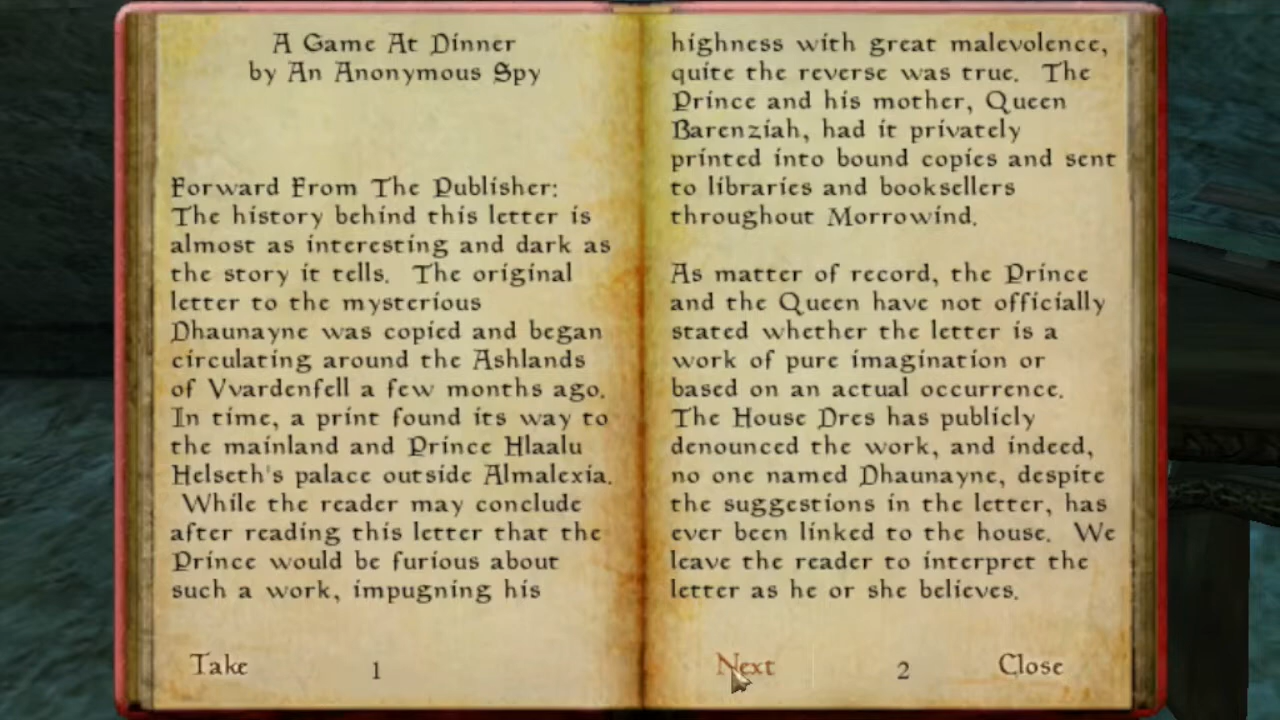 A Game At Dinner
by An Anonymous Spy
Forward From The Publisher:
The history behind this letter is
almost as interesting and dark as
the story it tells. The original
letter to the mysterious
Dhaunayne was copied and began
circulating around the Ashlands
of Vvardenfell a few months ago.
In time, a print found its way to
the mainland and Prince Hlaalu
Helseth's palace outside Almalexia.
While the reader may conclude
after reading this letter that the
Prince would be furious about
such a work, impugning his
highness with great malevolence,
quite the reverse was true. The
Prince and his mother, Queen
Barenziah, had it privately
printed into bound copies and sent
to libraries and booksellers
throughout Morrowind.
As matter of record, the Prince
and the Queen have not officially
stated whether the letter is a
work of pure imagination or
based on an actual occurrence.
The House Dres has publicly
denounced the work, and indeed,
no one named Dhaunayne, despite
the suggestions in the letter, has
ever been linked to the house. We
leave the reader to interpret the
letter as he or she believes.
Take 1 Next 2 Close